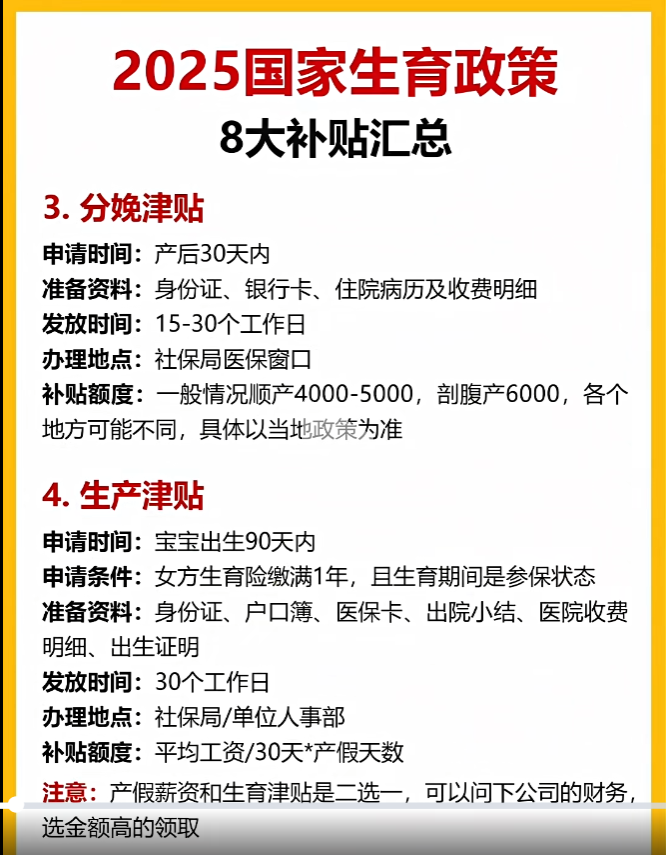 2025国家生育政策
8大补贴汇总
3. 分娩津贴
申请时间：产后30天内
准备资料：身份证、银行卡、住院病历及收费明细
发放时间：15-30个工作日
办理地点：社保局医保窗口
补贴额度：一般情况顺产4000-5000，剖腹产6000，各个
地方可能不同，具体以当地政策为准
4. 生产津贴
申请时间：宝宝出生90天内
申请条件：女方生育险缴满1年，且生育期间是参保状态
准备资料：身份证、户口簿、医保卡、出院小结、医院收费
明细、出生证明
发放时间：30个工作日
办理地点：社保局/单位人事部
补贴额度：平均工资/30天*产假天数
注意：产假薪资和生育津贴是二选一，可以问下公司的财务，
选金额高的领取